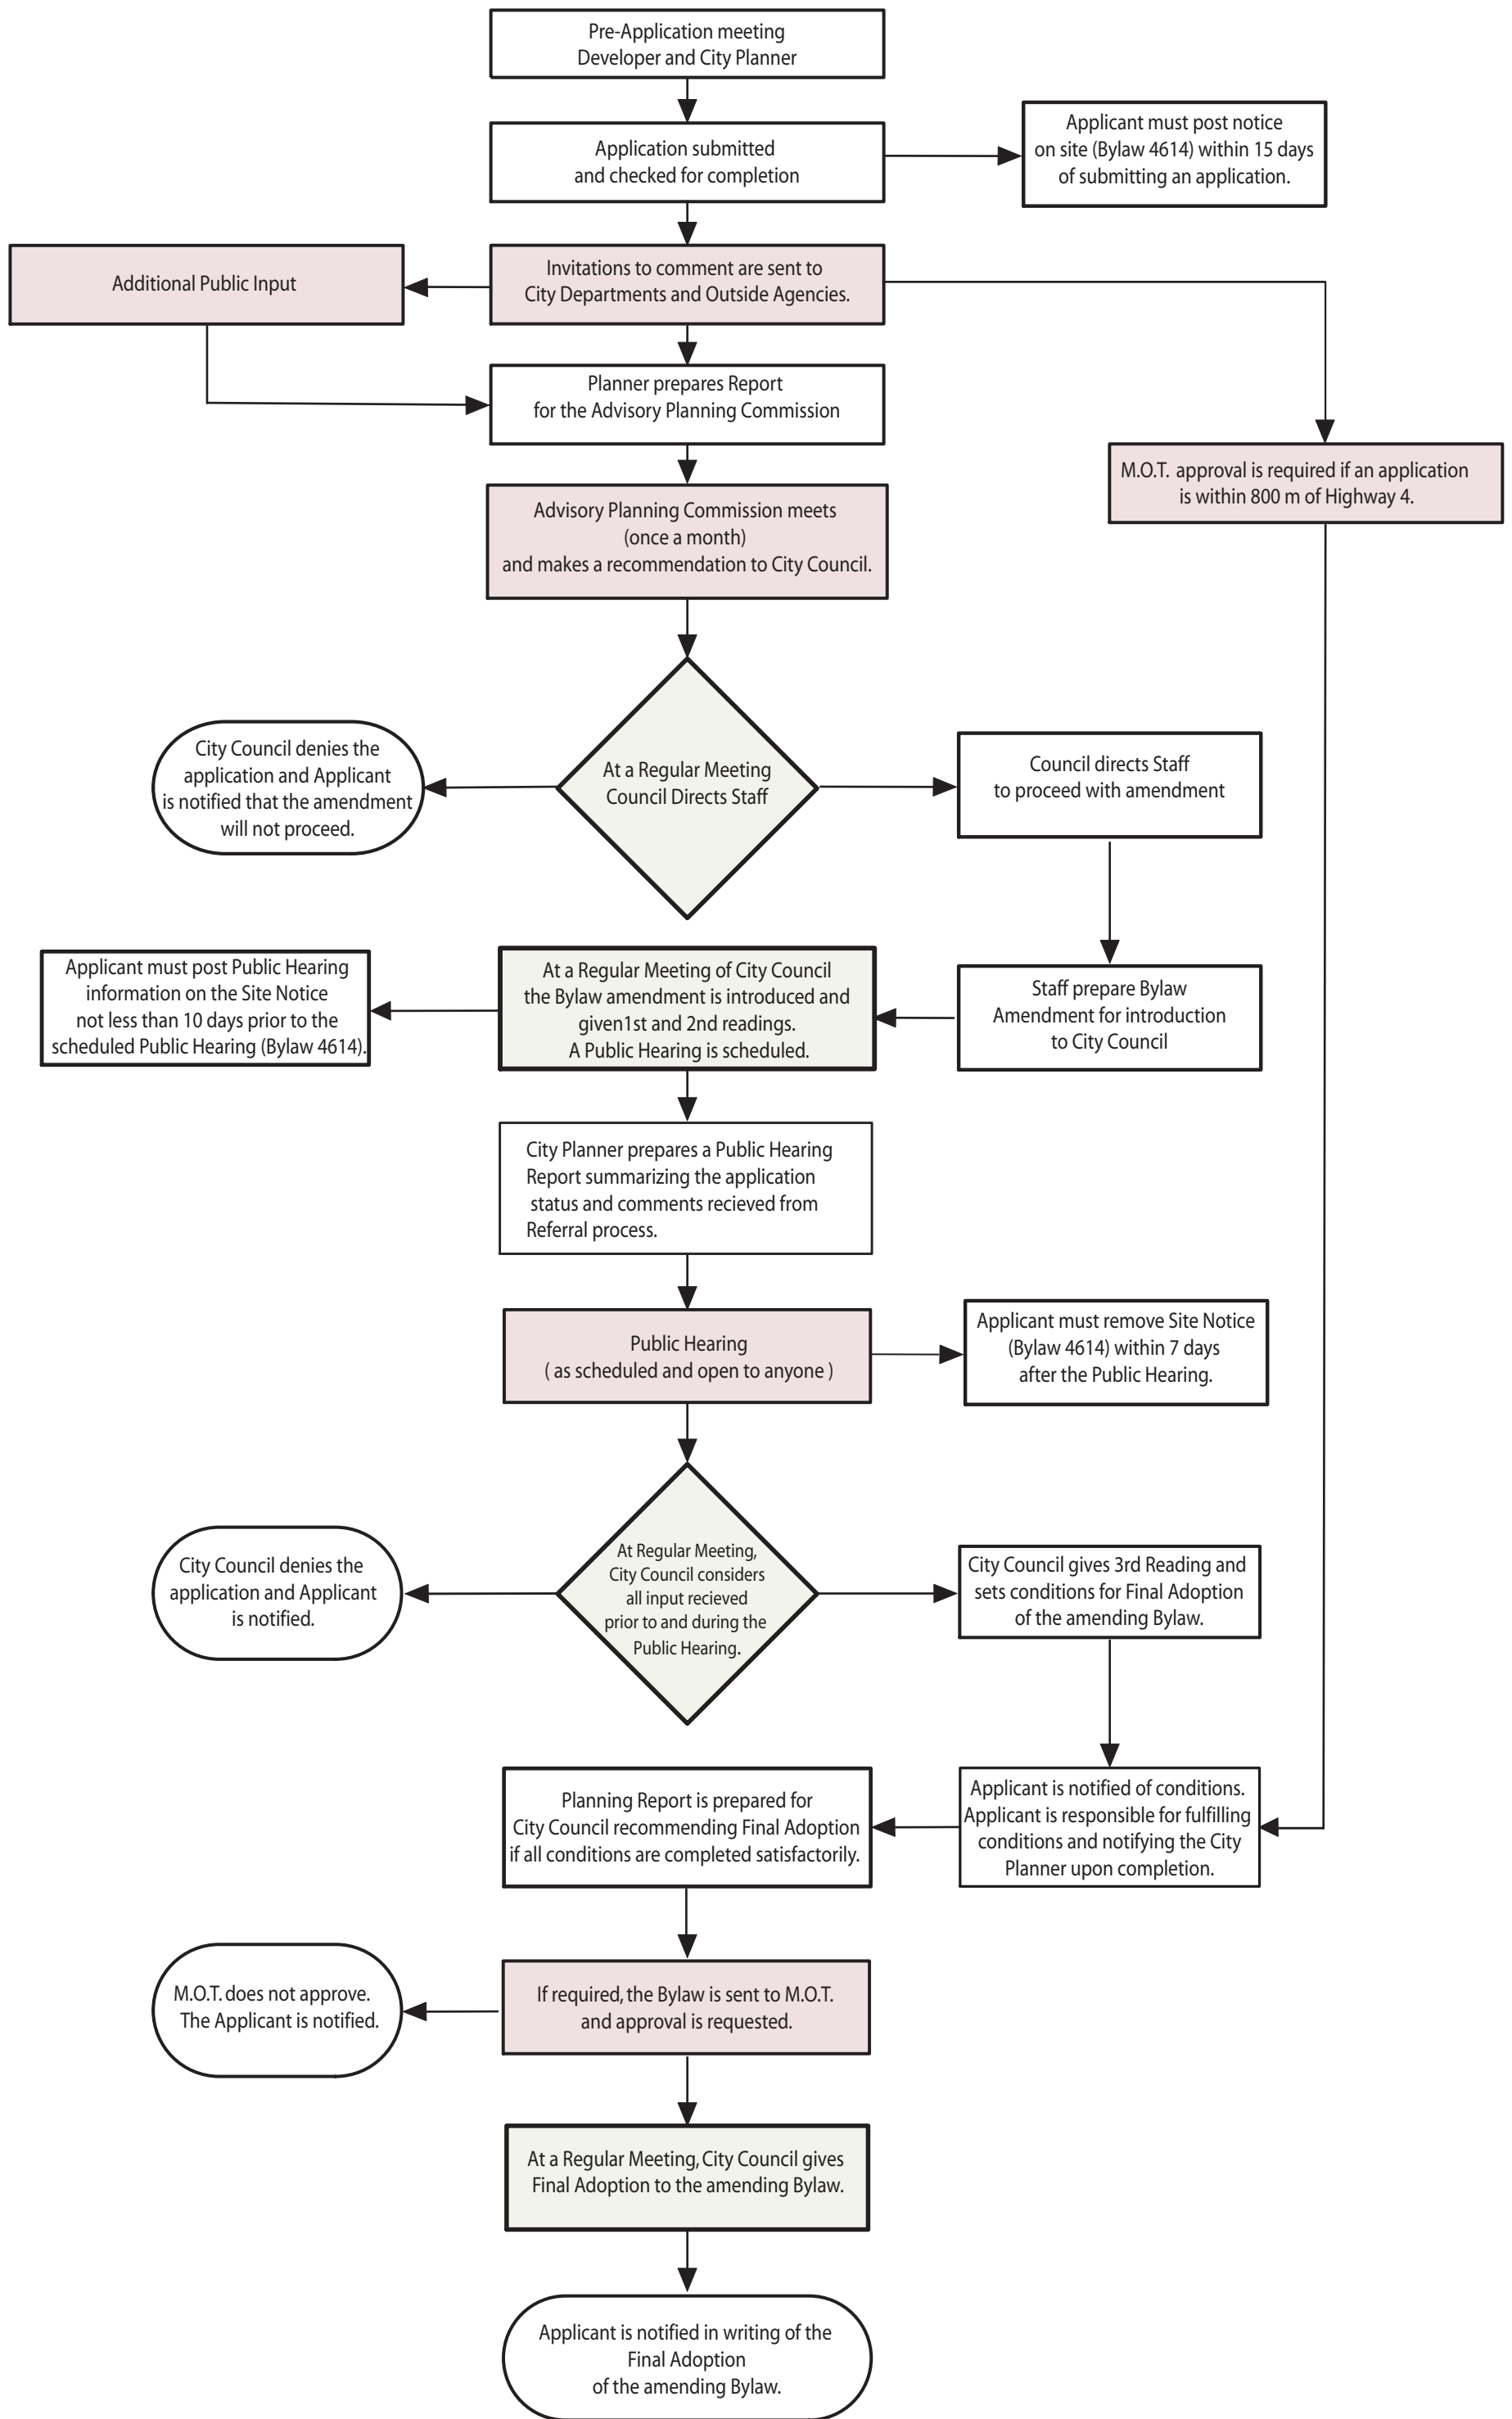 Pre-Application meeting
Developer and City Planner
Application submitted
and checked for completion
Applicant must post notice
on site (Bylaw 4614) within 15 days
of submitting an application.
Additional Public Input
Invitations to comment are sent to
City Departments and Outside Agencies.
Planner prepares Report
for the Advisory Planning Commission
M.O.T. approval is required if an application
is within 800 m of Highway 4.
Advisory Planning Commission meets
(once a month)
and makes a recommendation to City Council.
City Council denies the
application and Applicant
is notified that the amendment
will not proceed.
At a Regular Meeting
Council Directs Staff
Council directs Staff
to proceed with amendment
Applicant must post Public Hearing
information on the Site Notice
not less than 10 days prior to the
scheduled Public Hearing (Bylaw 4614).
At a Regular Meeting of City Council
the Bylaw amendment is introduced and
given1st and 2nd readings.
A Public Hearing is scheduled.
Staff prepare Bylaw
Amendment for introduction
to City Council
City Planner prepares a Public Hearing
Report summarizing the application
status and comments recieved from
Referral process.
Public Hearing
( as scheduled and open to anyone )
Applicant must remove Site Notice
(Bylaw 4614) within 7 days
after the Public Hearing.
City Council denies the
application and Applicant
is notified.
At Regular Meeting,
City Council considers
all input recieved
prior to and during the
Public Hearing.
City Council gives 3rd Reading and
sets conditions for Final Adoption
of the amending Bylaw.
Planning Report is prepared for
City Council recommending Final Adoption
if all conditions are completed satisfactorily.
Applicant is notified of conditions.
Applicant is responsible for fulfilling
conditions and notifying the City
Planner upon completion.
M.O.T. does not approve.
The Applicant is notified.
If required, the Bylaw is sent to M.O.T.
and approval is requested.
At a Regular Meeting, City Council gives
Final Adoption to the amending Bylaw.
Applicant is notified in writing of the
Final Adoption
of the amending Bylaw.